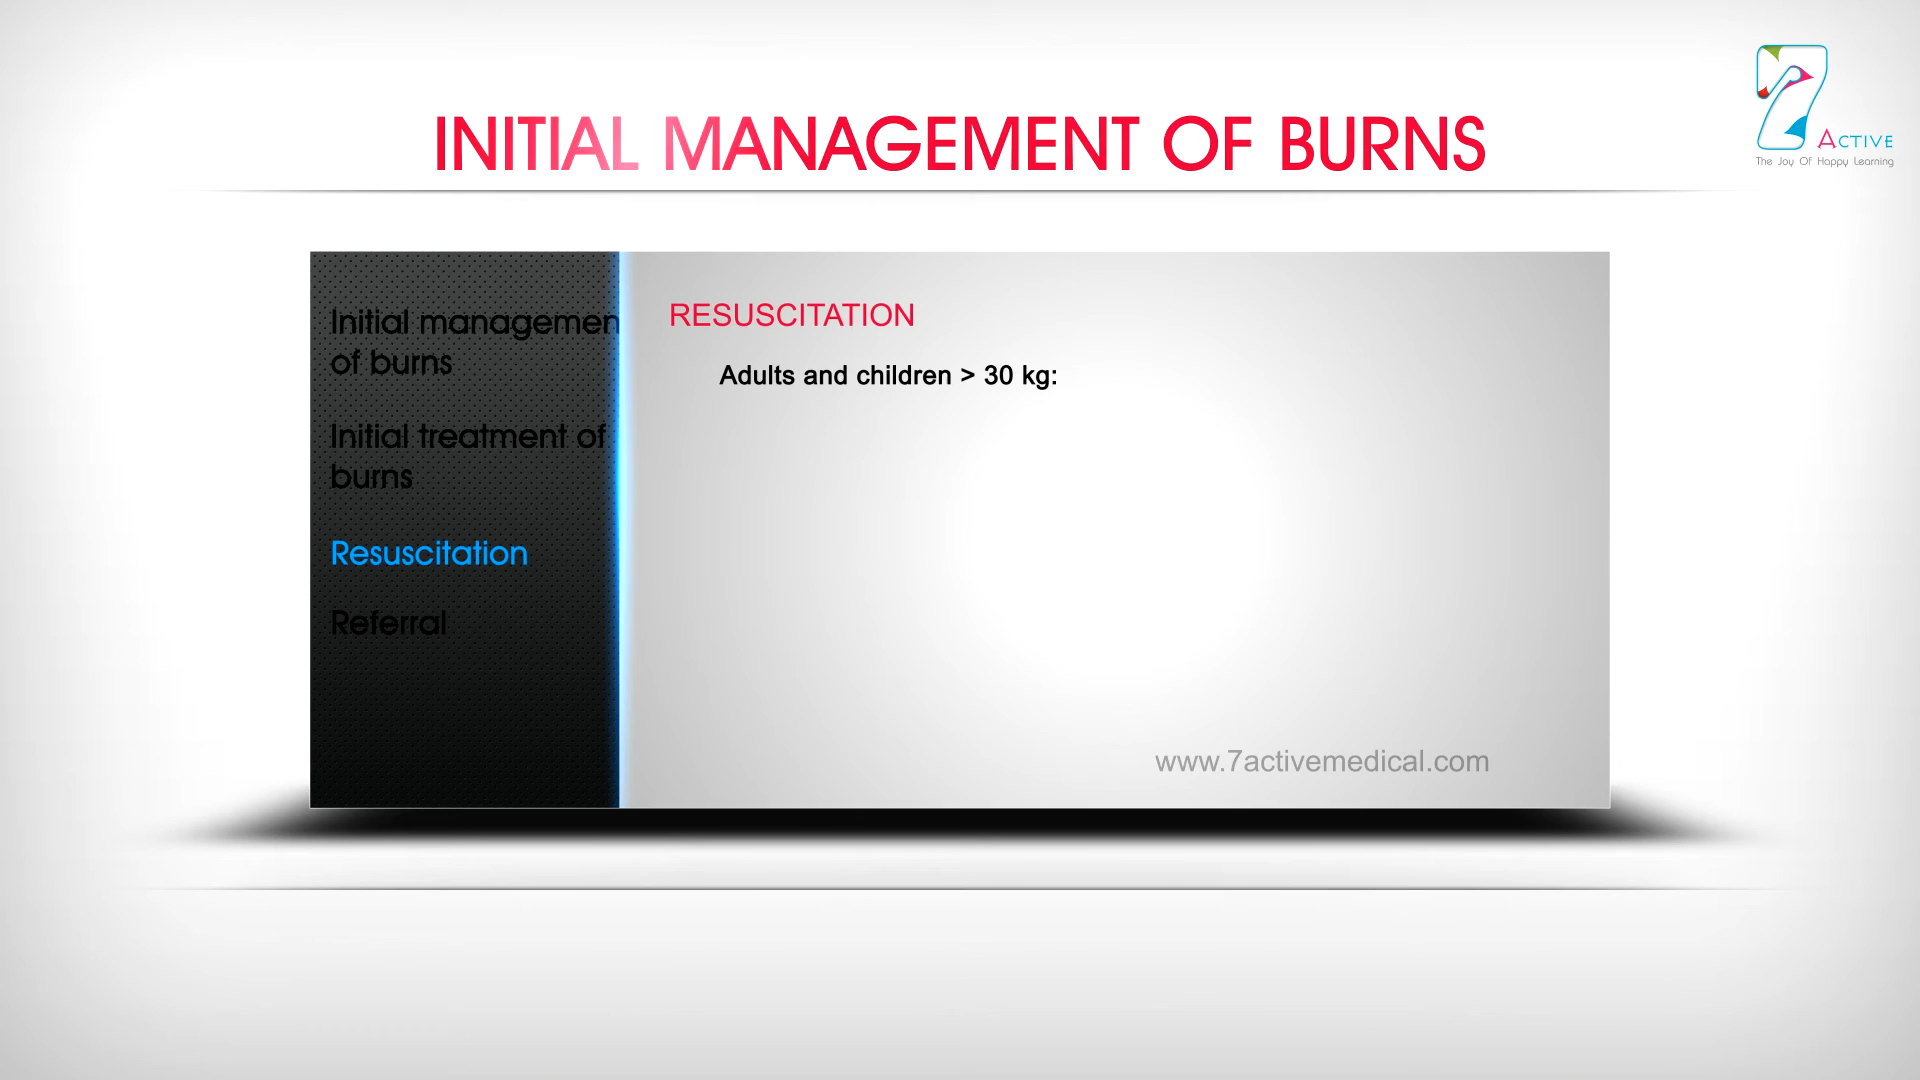 INITIAL MANAGEMENT OF BURNS
7 ACTIVE
The Joy Of Happy Learning
Initial managemen
of burns
Initial treatment of
burns
Resuscitation
Referral
RESUSCITATION
Adults and children > 30 kg:
www.7activemedical.com